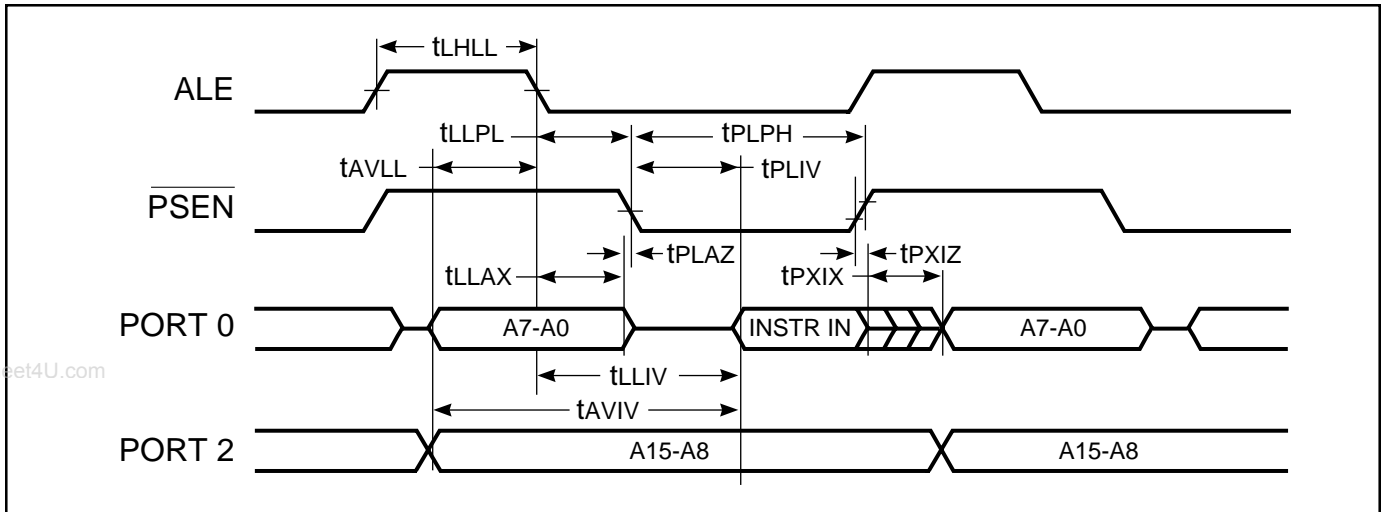 tLHLL
ALE
tLLPL
tPLPH
tAVLL
tPLIV
PSEN
tPLAZ
tPXIZ
tLLAX
tPXIX
PORT 0
A7-A0
INSTR IN
A7-A0
eet4U.com
tLLIV
tAVIV
PORT 2
A15-A8
A15-A8